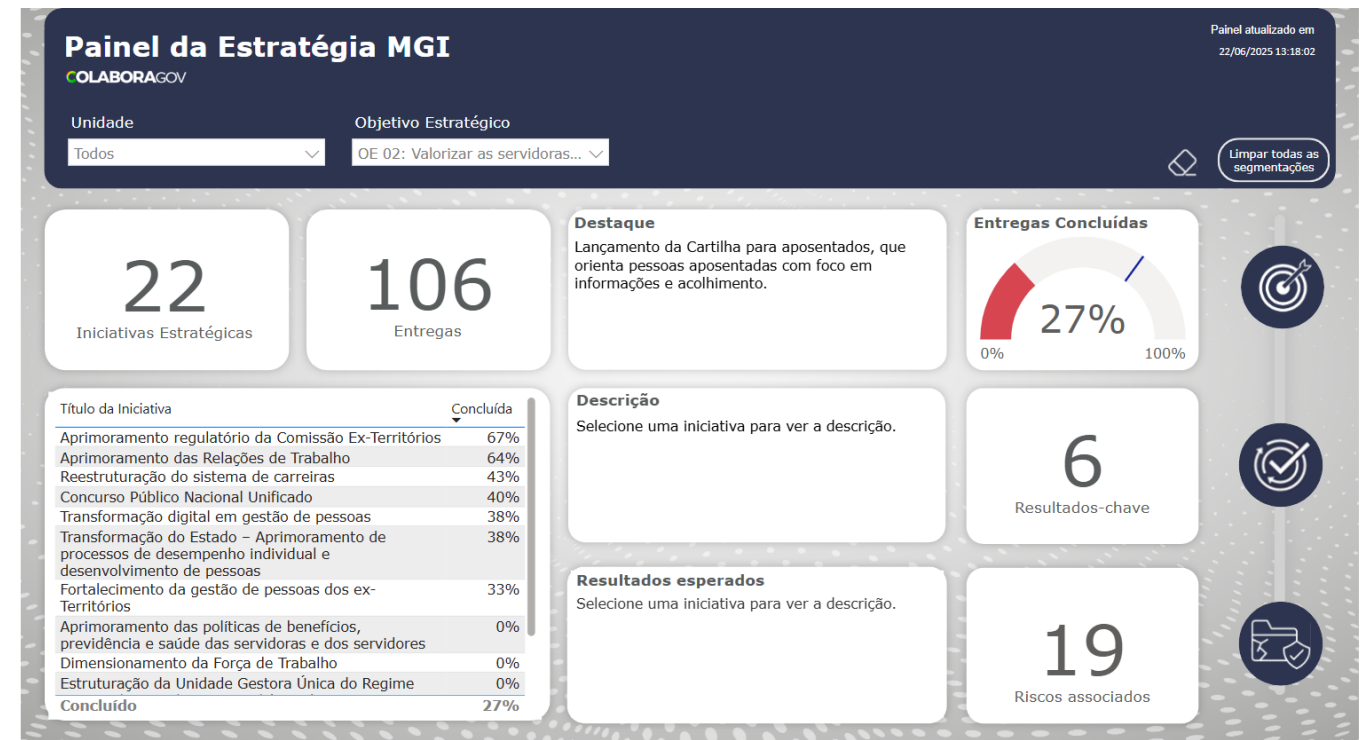 Painel da Estratégia MGI
COLABORAGOV
Painel atualizado em
22/06/2025 13:18:02
Unidade
Todos
Objetivo Estratégico
OE 02: Valorizar as servidoras...
Limpar todas as
segmentações
22
Iniciativas Estratégicas
106
Entregas
Destaque
Lançamento da Cartilha para aposentados, que
orienta pessoas aposentadas com foco em
informações e acolhimento.
Entregas Concluídas
27%
0%
100%
Título da Iniciativa Concluída
Aprimoramento regulatório da Comissão Ex-Territórios 67%
Aprimoramento das Relações de Trabalho 64%
Reestruturação do sistema de carreiras 43%
Concurso Público Nacional Unificado 40%
Transformação digital em gestão de pessoas 38%
Transformação do Estado – Aprimoramento de 38%
processos de desempenho individual e
desenvolvimento de pessoas
Fortalecimento da gestão de pessoas dos ex- 33%
Territórios
Aprimoramento das políticas de benefícios, 0%
previdência e saúde das servidoras e dos servidores
Dimensionamento da Força de Trabalho 0%
Estruturação da Unidade Gestora Única do Regime 0%
Concluído 27%
Descrição
Selecione uma iniciativa para ver a descrição.
6
Resultados-chave
Resultados esperados
Selecione uma iniciativa para ver a descrição.
19
Riscos associados